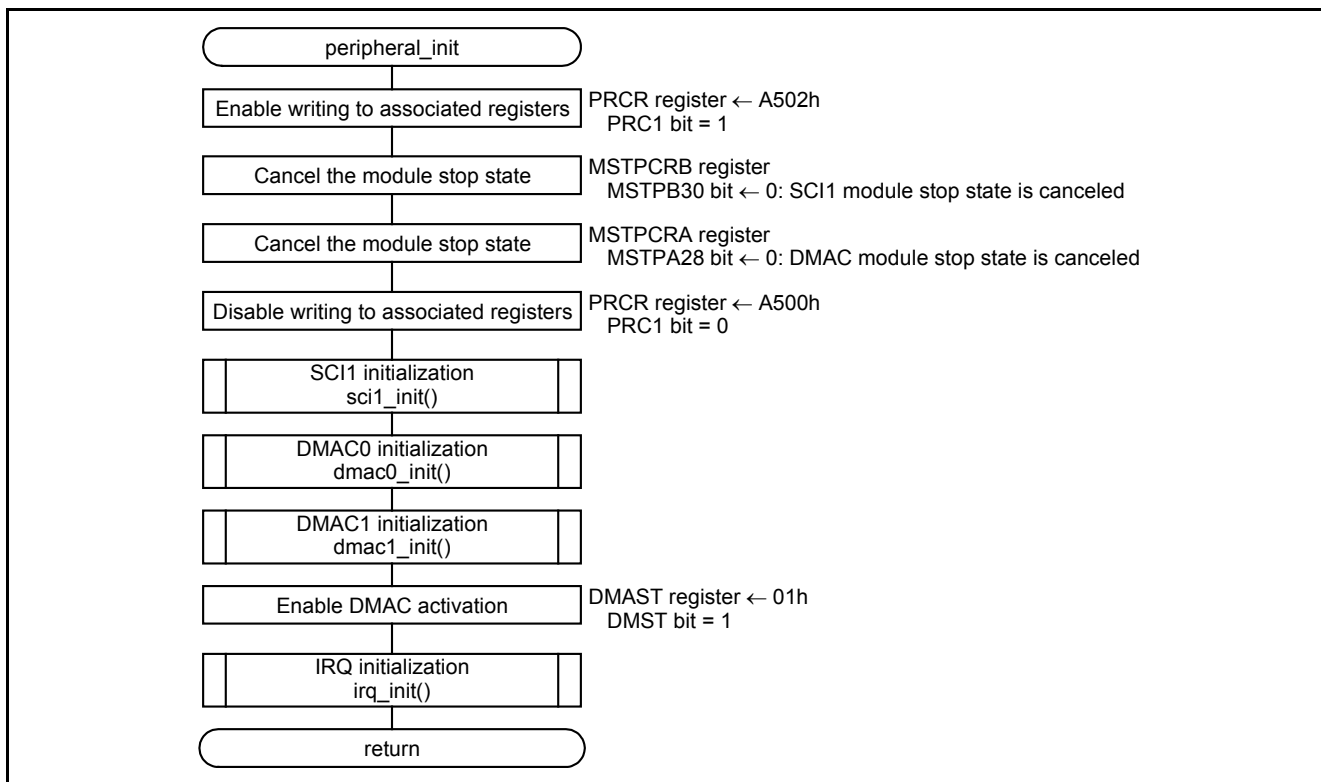 peripheral_init
Enable writing to associated registers
PRCR register ← A502h
PRC1 bit = 1
Cancel the module stop state
MSTPCRB register
MSTPB30 bit ← 0: SCI1 module stop state is canceled
Cancel the module stop state
MSTPCRA register
MSTPA28 bit ← 0: DMAC module stop state is canceled
Disable writing to associated registers
PRCR register ← A500h
PRC1 bit = 0
SCI1 initialization
sci1_init()
DMAC0 initialization
dmac0_init()
DMAC1 initialization
dmac1_init()
Enable DMAC activation
DMAST register ← 01h
DMST bit = 1
IRQ initialization
irq_init()
return